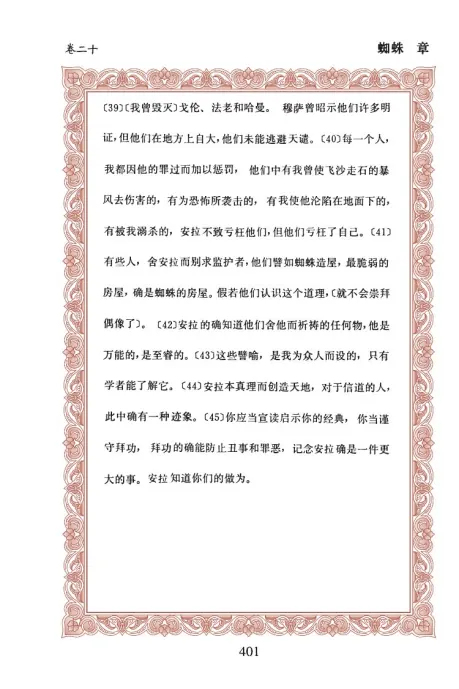 卷二十
蜘蛛 章
〔39〕〔我曾毁灭〕戈伦、法老和哈曼。 穆萨曾昭示他们许多明
证,但他们在地方上自大,他们未能逃避天谴。〔40〕每一个人,
我都因他的罪过而加以惩罚, 他们中有我曾使飞沙走石的暴
风去伤害的, 有为恐怖所袭击的, 有我使他沦陷在地面下的,
有被我溺杀的, 安拉不致亏枉他们,但他们亏枉了自己。〔41〕
有些人, 舍安拉而别求监护者,他们譬如蜘蛛造屋, 最脆弱的
房屋, 确是蜘蛛的房屋。假若他们认识这个道理,〔就不会崇拜
偶像了〕。 〔42〕安拉的确知道他们舍他而祈祷的任何物,他是
万能的,是至睿的。〔43〕这些譬喻, 是我为众人而设的, 只有
学者能了解它。〔44〕安拉本真理而创造天地, 对于信道的人,
此中确有一种迹象。〔45〕你应当宣读启示你的经典, 你当谨
守拜功, 拜功的确能防止丑事和罪恶, 记念安拉确是一件更
大的事。安拉知道你们的做为。
401